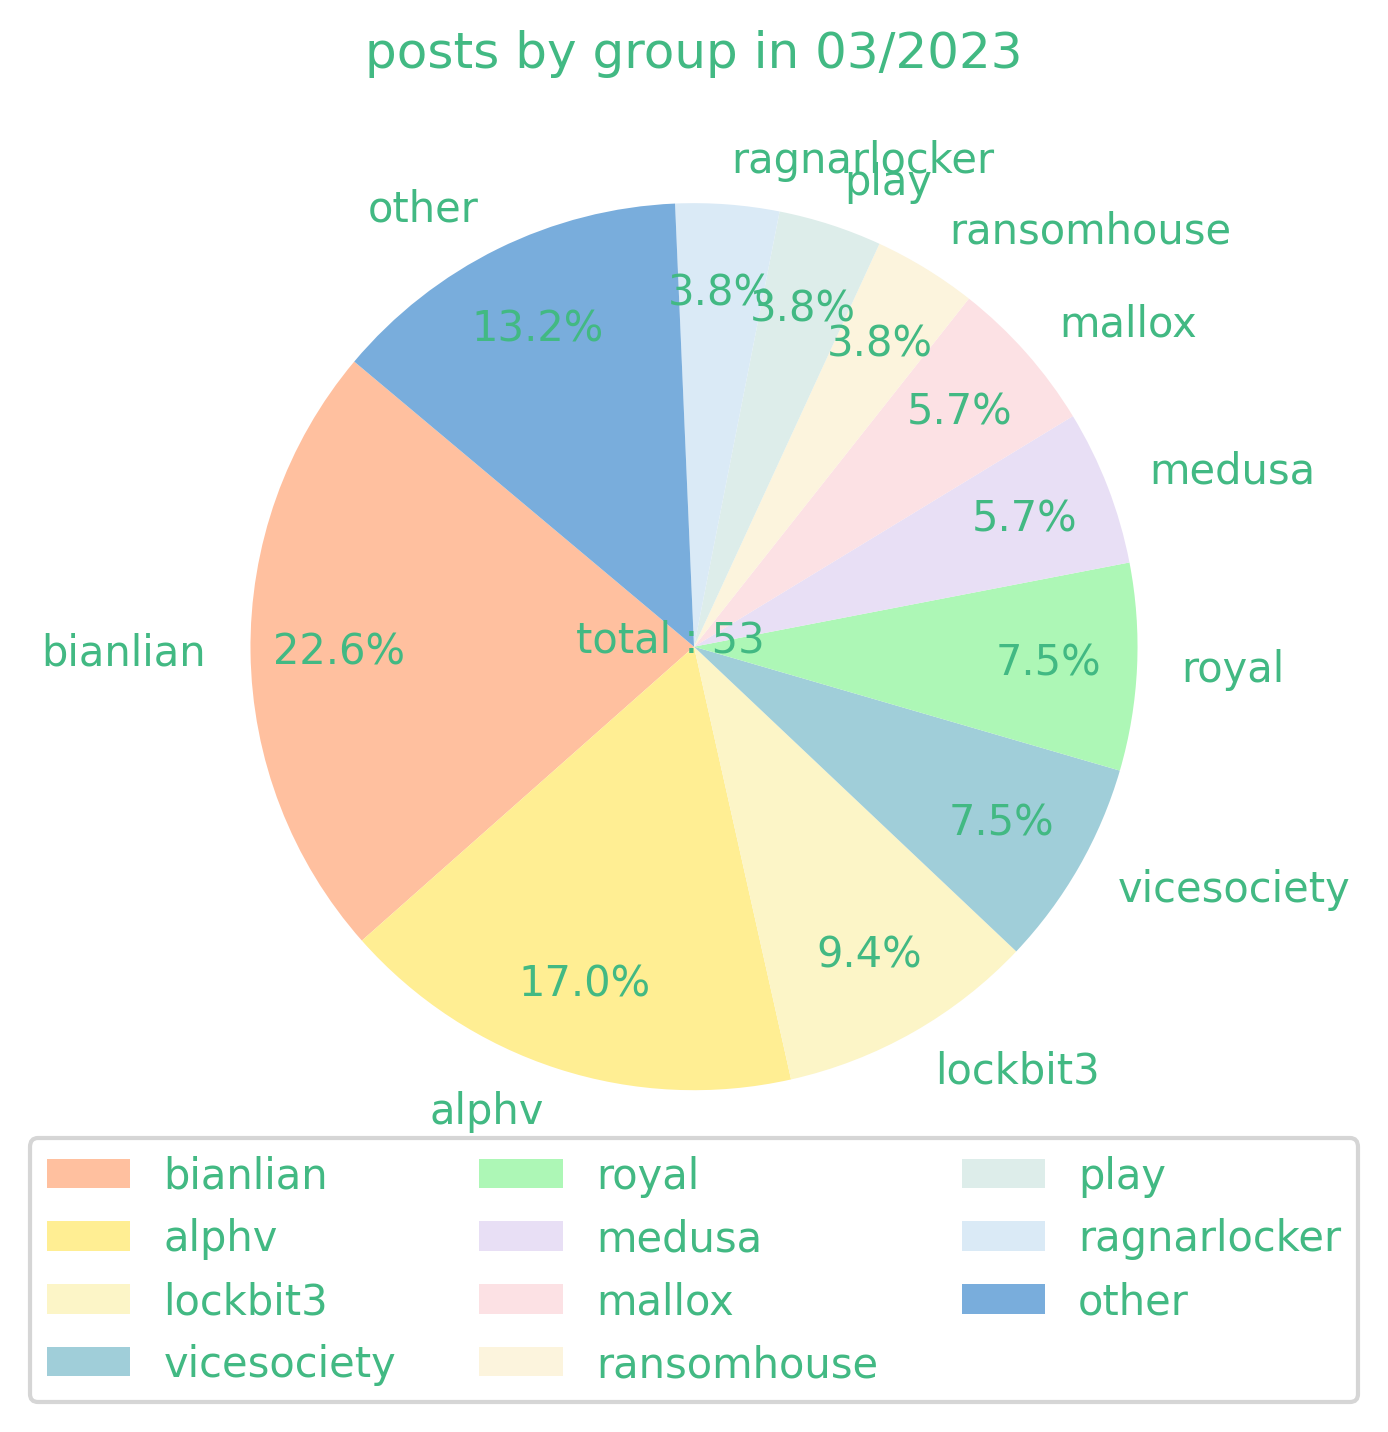 posts by group in 03/2023
ragnarlocker
play
other
ransomhouse
3.8%
3.8%
13.2%
3.8%
mallox
5.7%
medusa
5.7%
total : 53
bianlian
22.6%
7.5%
royal
7.5%
vicesociety
9.4%
17.0%
lockbit3
alphv
bianlian
alphv
lockbit3
vicesociety
royal
medusa
mallox
ransomhouse
play
ragnarlocker
other